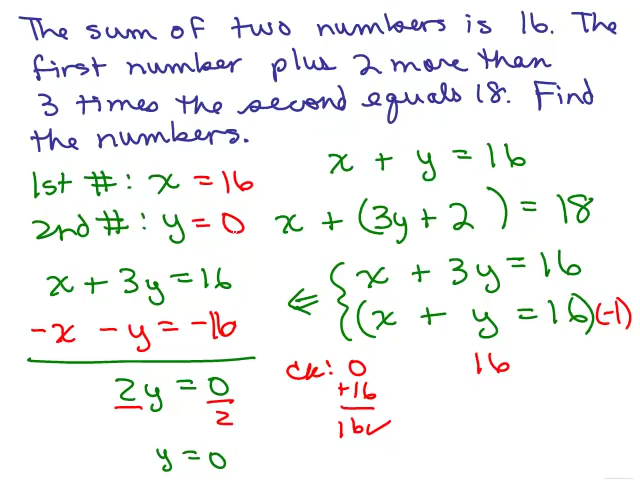 The sum of two numbers is 16. The
first number plus 2 more than
3 times the second equals 18. Find
the numbers.
x + y = 16
1st #: x = 16
2nd #: y = 0
x + (3y + 2 ) = 18
x + 3y = 16
⇐ { x + 3y = 16
-x - y = -16
(x + y = 16)(-1)
2y = 0
2
ck: 0
+16
16✓
16
y = 0